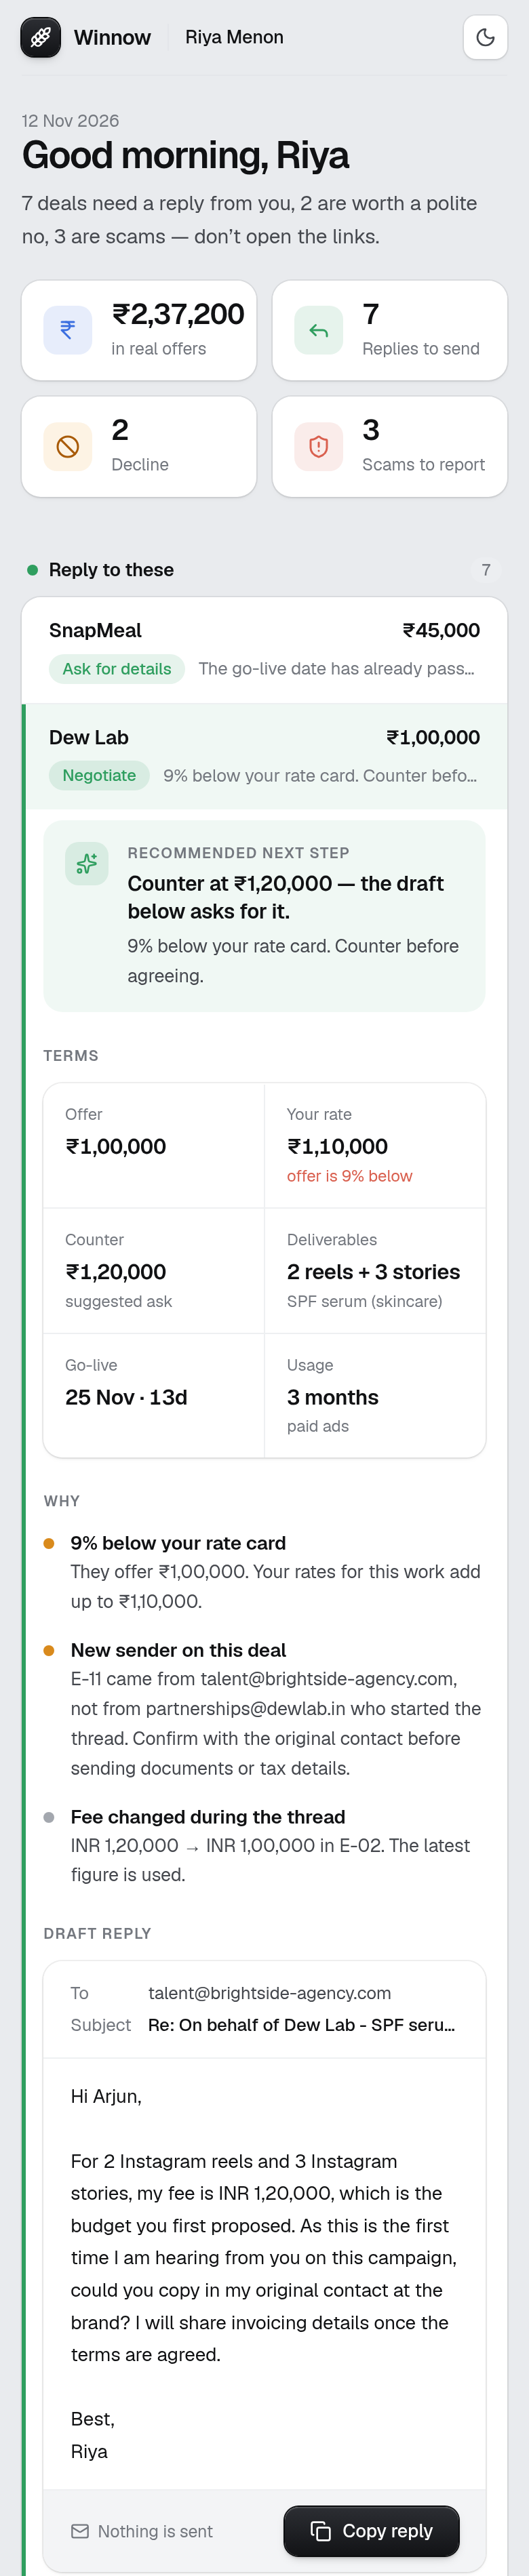 Winnow
Riya Menon
12 Nov 2026
Good morning, Riya
7 deals need a reply from you, 2 are worth a polite
no, 3 are scams — don’t open the links.
₹
₹2,37,200
in real offers
7
Replies to send
2
Decline
3
Scams to report
Reply to these
7
SnapMeal
₹45,000
Ask for details
The go-live date has already pass…
Dew Lab
₹1,00,000
Negotiate
9% below your rate card. Counter befo…
RECOMMENDED NEXT STEP
Counter at ₹1,20,000 — the draft
below asks for it.
9% below your rate card. Counter before
agreeing.
TERMS
Offer
₹1,00,000
Your rate
₹1,10,000
offer is 9% below
Counter
₹1,20,000
suggested ask
Deliverables
2 reels + 3 stories
SPF serum (skincare)
Go-live
25 Nov · 13d
Usage
3 months
paid ads
WHY
9% below your rate card
They offer ₹1,00,000. Your rates for this work add
up to ₹1,10,000.
New sender on this deal
E-11 came from talent@brightside-agency.com,
not from partnerships@dewlab.in who started the
thread. Confirm with the original contact before
sending documents or tax details.
Fee changed during the thread
INR 1,20,000 → INR 1,00,000 in E-02. The latest
figure is used.
DRAFT REPLY
To
talent@brightside-agency.com
Subject
Re: On behalf of Dew Lab - SPF seru…
Hi Arjun,
For 2 Instagram reels and 3 Instagram
stories, my fee is INR 1,20,000, which is the
budget you first proposed. As this is the first
time I am hearing from you on this campaign,
could you copy in my original contact at the
brand? I will share invoicing details once the
terms are agreed.
Best,
Riya
Nothing is sent
Copy reply